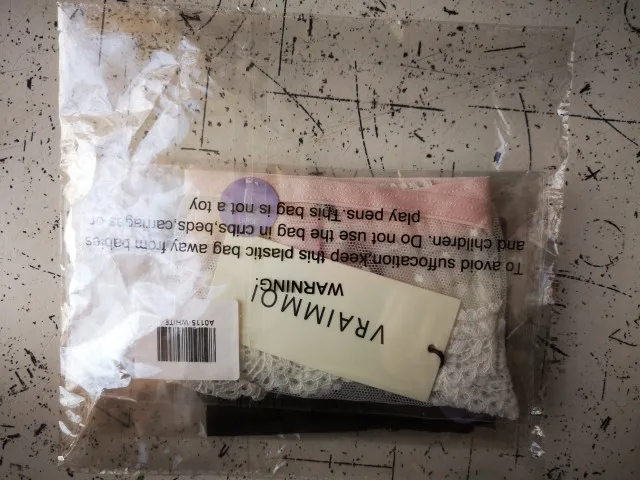 WARNING!
To avoid suffocation,keep this plastic bag away from babies
and children. Do not use the bag in cribs,beds,carriages or
play pens.This bag is not a toy
VRAIMMOI
A0115-WHITE-